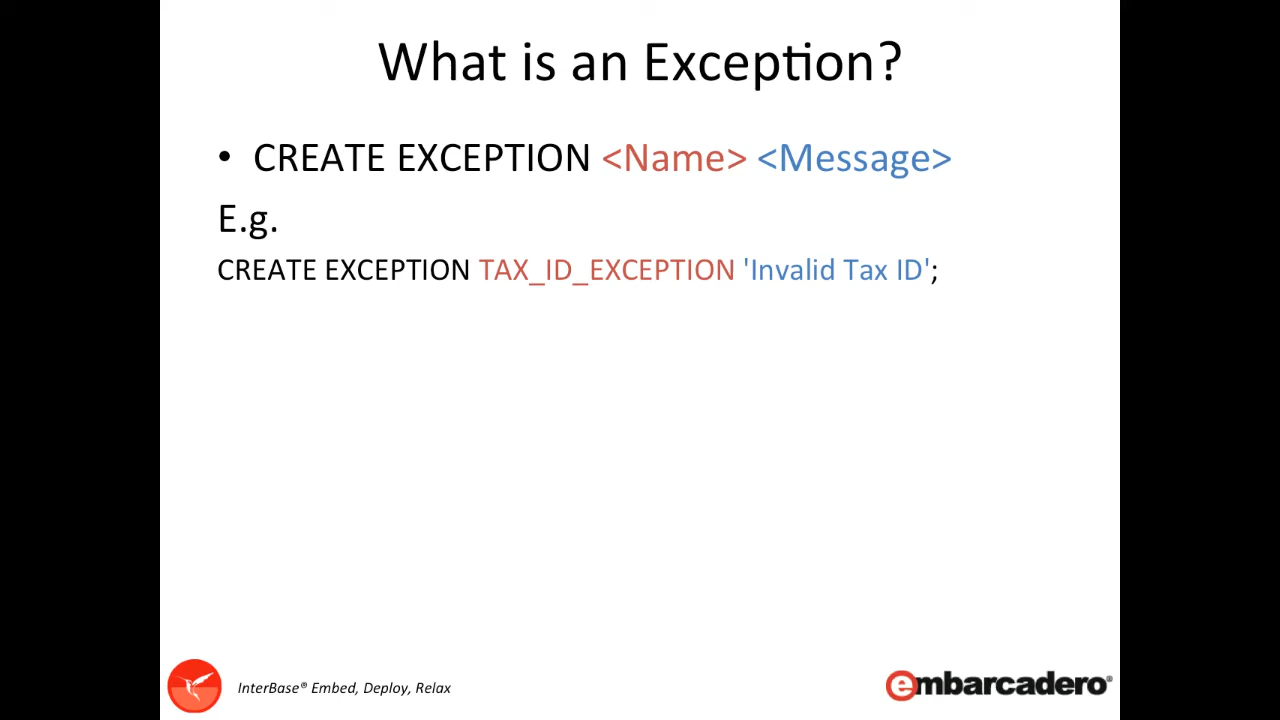 What is an Exception?
• CREATE EXCEPTION <Name> <Message>
E.g.
CREATE EXCEPTION TAX_ID_EXCEPTION 'Invalid Tax ID';
InterBase® Embed, Deploy, Relax
embarcadero®